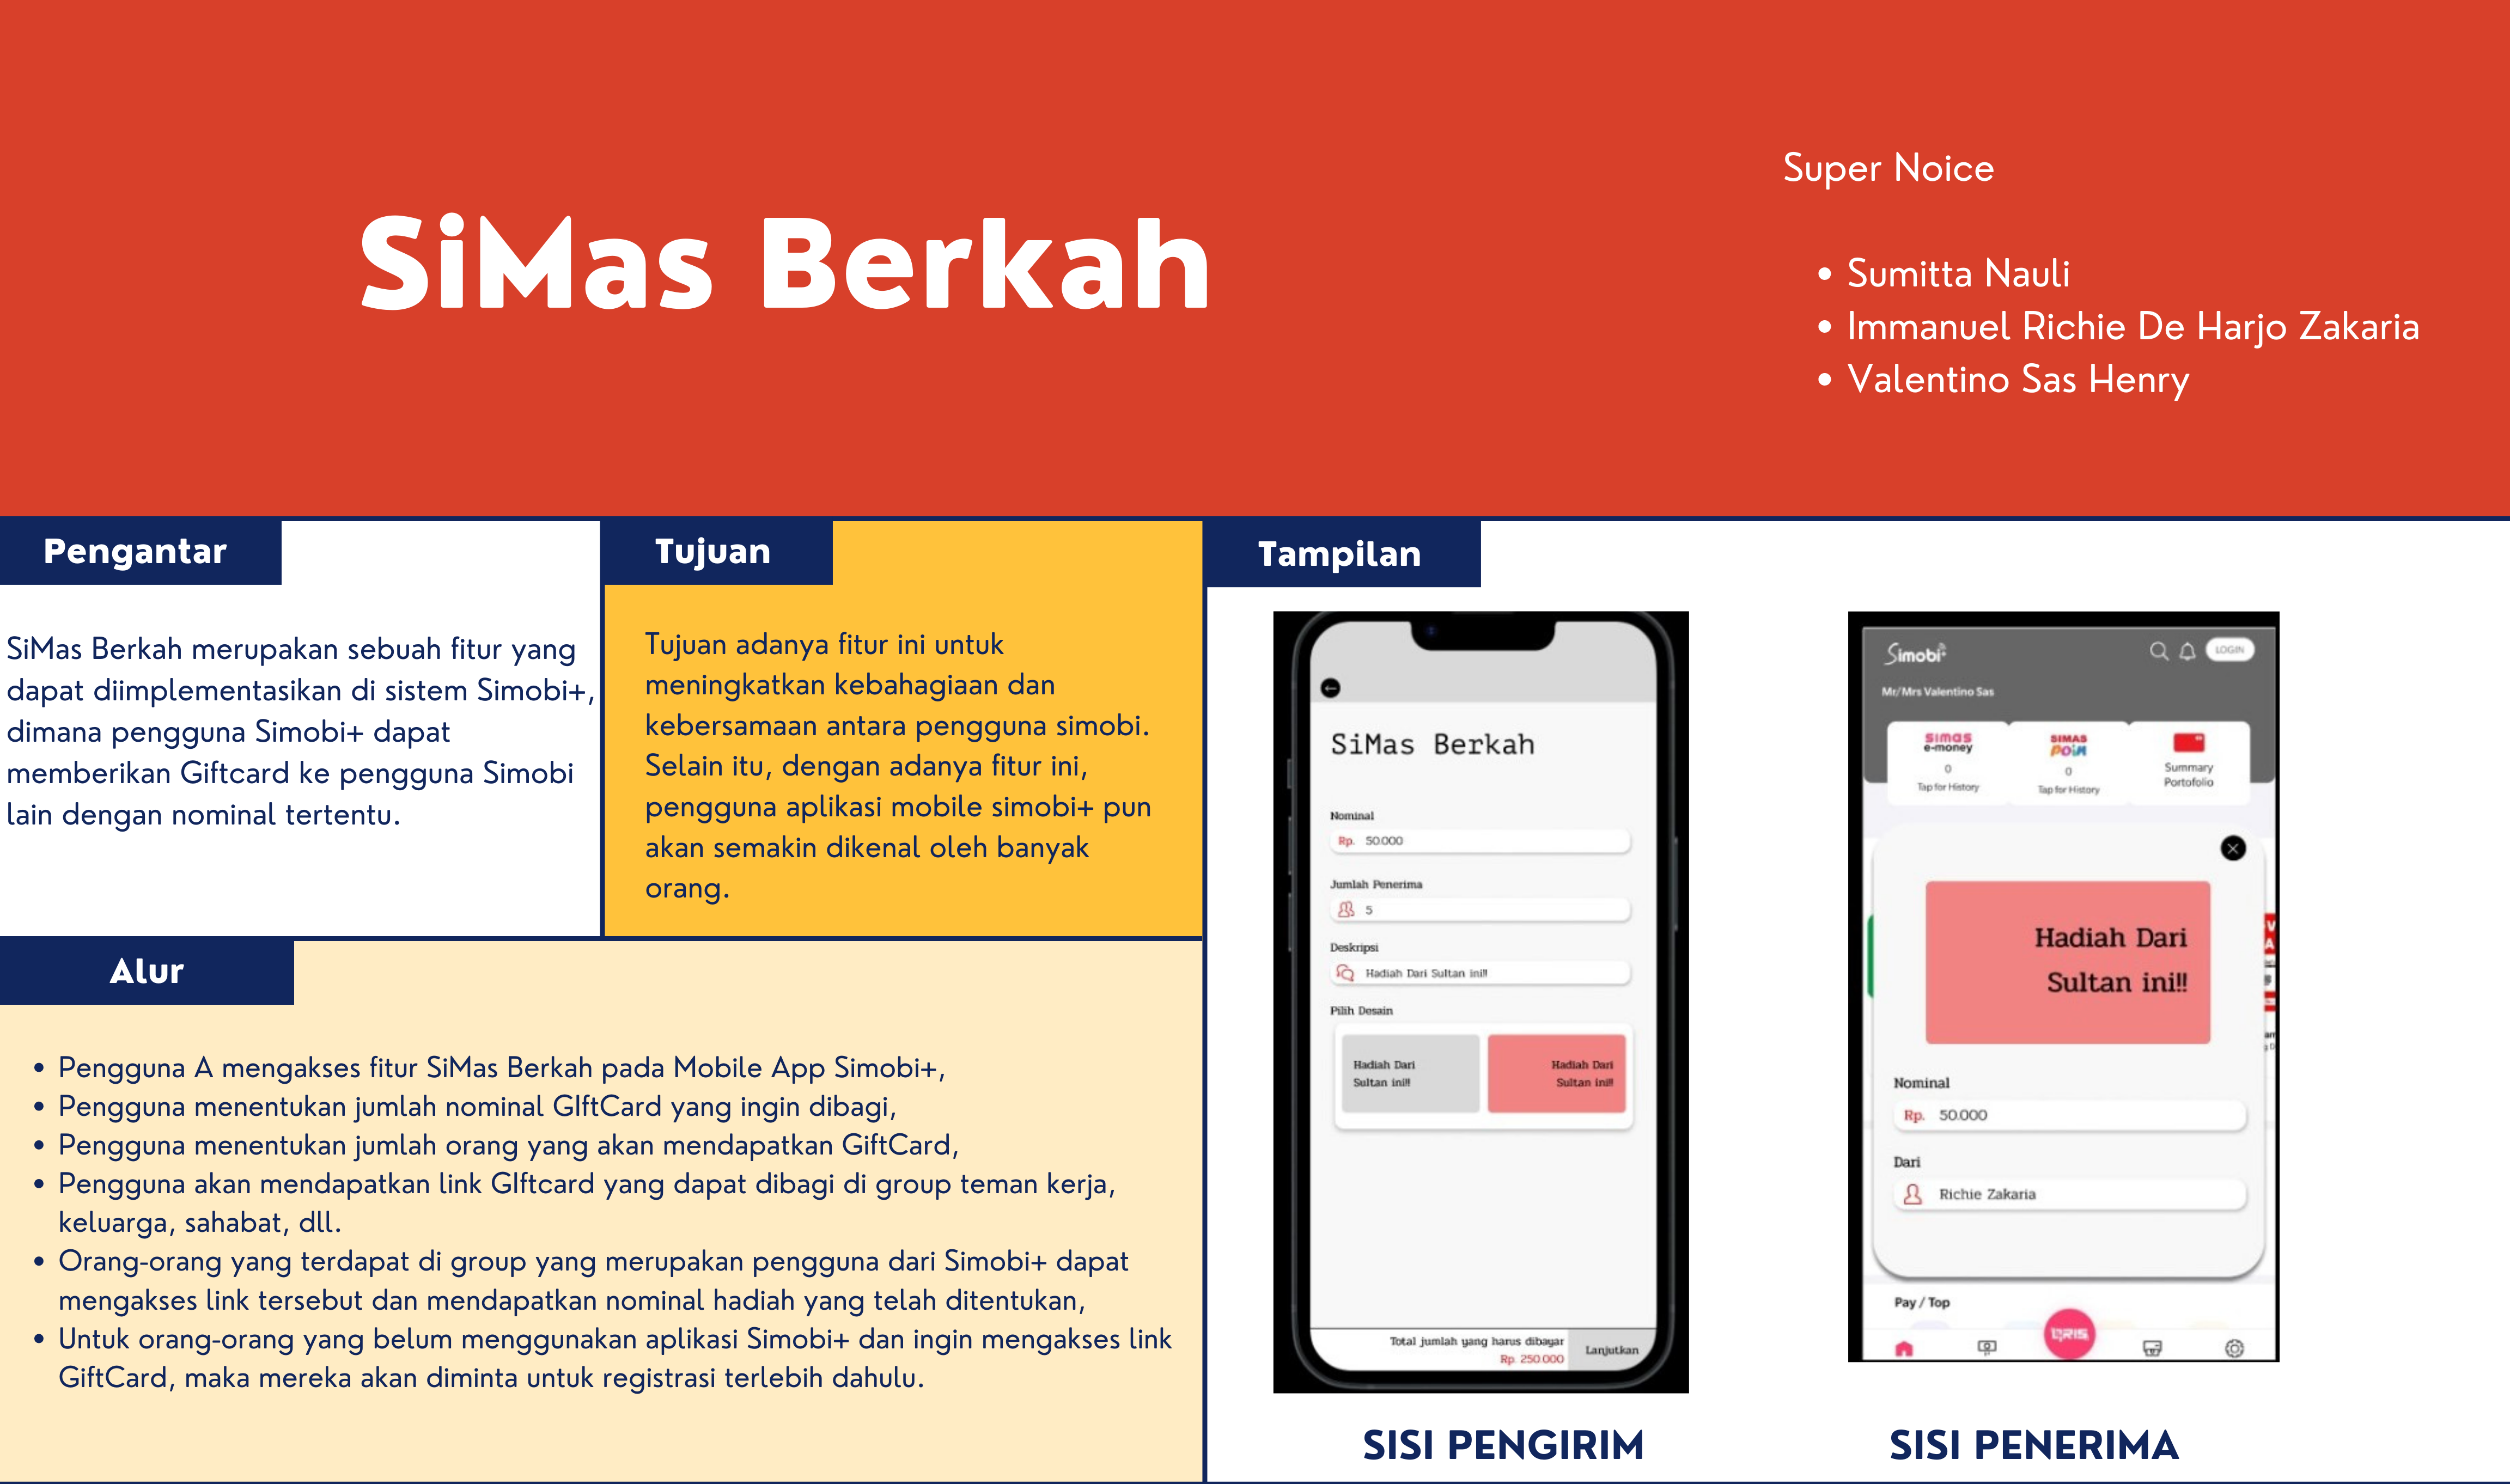 SiMas Berkah
Super Noice
• Sumitta Nauli
• Immanuel Richie De Harjo Zakaria
• Valentino Sas Henry
Pengantar
SiMas Berkah merupakan sebuah fitur yang
dapat diimplementasikan di sistem Simobi+,
dimana pengguna Simobi+ dapat
memberikan Giftcard ke pengguna Simobi
lain dengan nominal tertentu.
Tujuan
Tujuan adanya fitur ini untuk
meningkatkan kebahagiaan dan
kebersamaan antara pengguna simobi.
Selain itu, dengan adanya fitur ini,
pengguna aplikasi mobile simobi+ pun
akan semakin dikenal oleh banyak
orang.
Alur
• Pengguna A mengakses fitur SiMas Berkah pada Mobile App Simobi+,
• Pengguna menentukan jumlah nominal GIftCard yang ingin dibagi,
• Pengguna menentukan jumlah orang yang akan mendapatkan GiftCard,
• Pengguna akan mendapatkan link GIftcard yang dapat dibagi di group teman kerja,
keluarga, sahabat, dll.
• Orang-orang yang terdapat di group yang merupakan pengguna dari Simobi+ dapat
mengakses link tersebut dan mendapatkan nominal hadiah yang telah ditentukan,
• Untuk orang-orang yang belum menggunakan aplikasi Simobi+ dan ingin mengakses link
GiftCard, maka mereka akan diminta untuk registrasi terlebih dahulu.
Tampilan
SiMas Berkah
Nominal
Rp. 50.000
Jumlah Penerima
5
Deskripsi
Hadiah Dari Sultan ini!!
Pilih Desain
Hadiah Dari
Sultan ini!!
Hadiah Dari
Sultan ini!!
Total jumlah yang harus dibayar
Rp. 250.000
Lanjutkan
SISI PENGIRIM
Simobi+
LOGIN
Mr/Mrs Valentino Sas
simas
e-money
0
Tap for History
SIMAS
POIN
0
Tap for History
Summary
Portofolio
Hadiah Dari
Sultan ini!!
Nominal
Rp. 50.000
Dari
Richie Zakaria
Pay / Top
QRIS
SISI PENERIMA